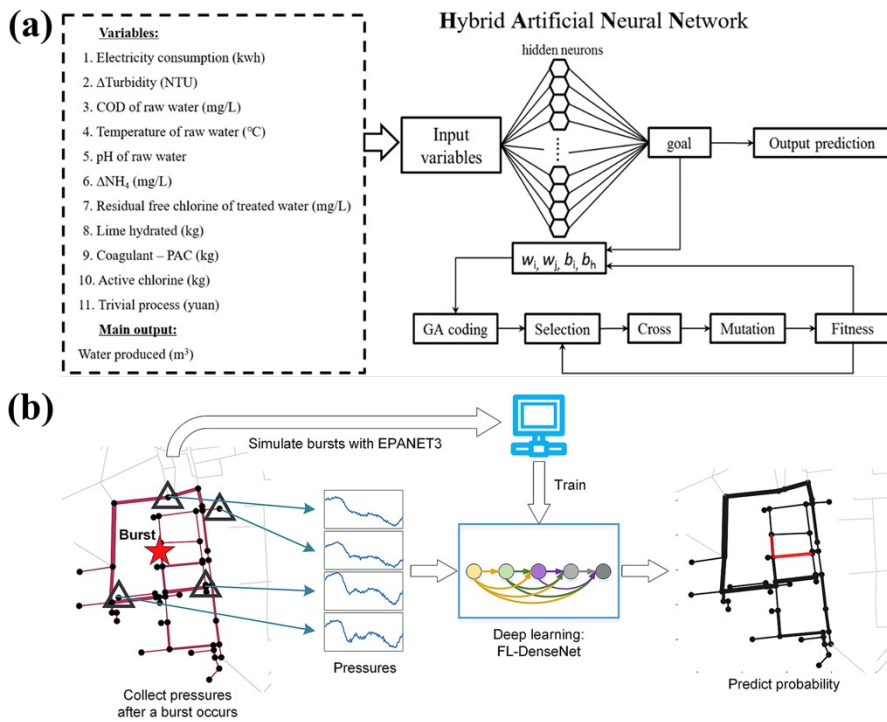 (a)
Variables:
1. Electricity consumption (kwh)
2. ΔTurbidity (NTU)
3. COD of raw water (mg/L)
4. Temperature of raw water (℃)
5. pH of raw water
6. ΔNH₄ (mg/L)
7. Residual free chlorine of treated water (mg/L)
8. Lime hydrated (kg)
9. Coagulant – PAC (kg)
10. Active chlorine (kg)
11. Trivial process (yuan)
Main output:
Water produced (m³)
Hybrid Artificial Neural Network
hidden neurons
Input
variables
goal
Output prediction
wᵢ, wⱼ, bᵢ, bₕ
GA coding
Selection
Cross
Mutation
Fitness
(b)
Simulate bursts with EPANET3
Train
Burst
Collect pressures
after a burst occurs
Pressures
Deep learning:
FL-DenseNet
Predict probability